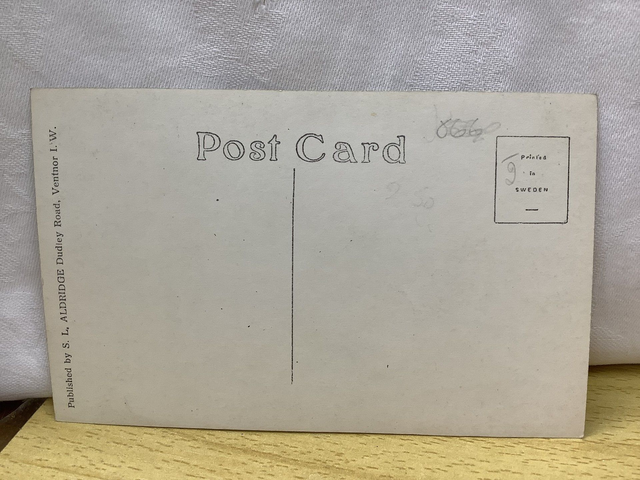 Post Card
Printed
in
SWEDEN
Published by S. L. ALDRIDGE Dudley Road, Ventnor I. W.